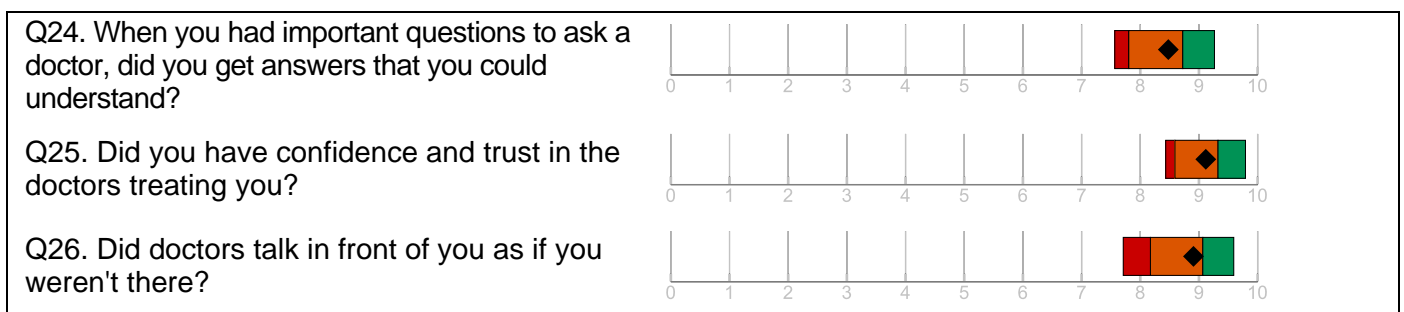 Q24. When you had important questions to ask a
doctor, did you get answers that you could
understand?
0 1 2 3 4 5 6 7 8 9 10
Q25. Did you have confidence and trust in the
doctors treating you?
0 1 2 3 4 5 6 7 8 9 10
Q26. Did doctors talk in front of you as if you
weren't there?
0 1 2 3 4 5 6 7 8 9 10